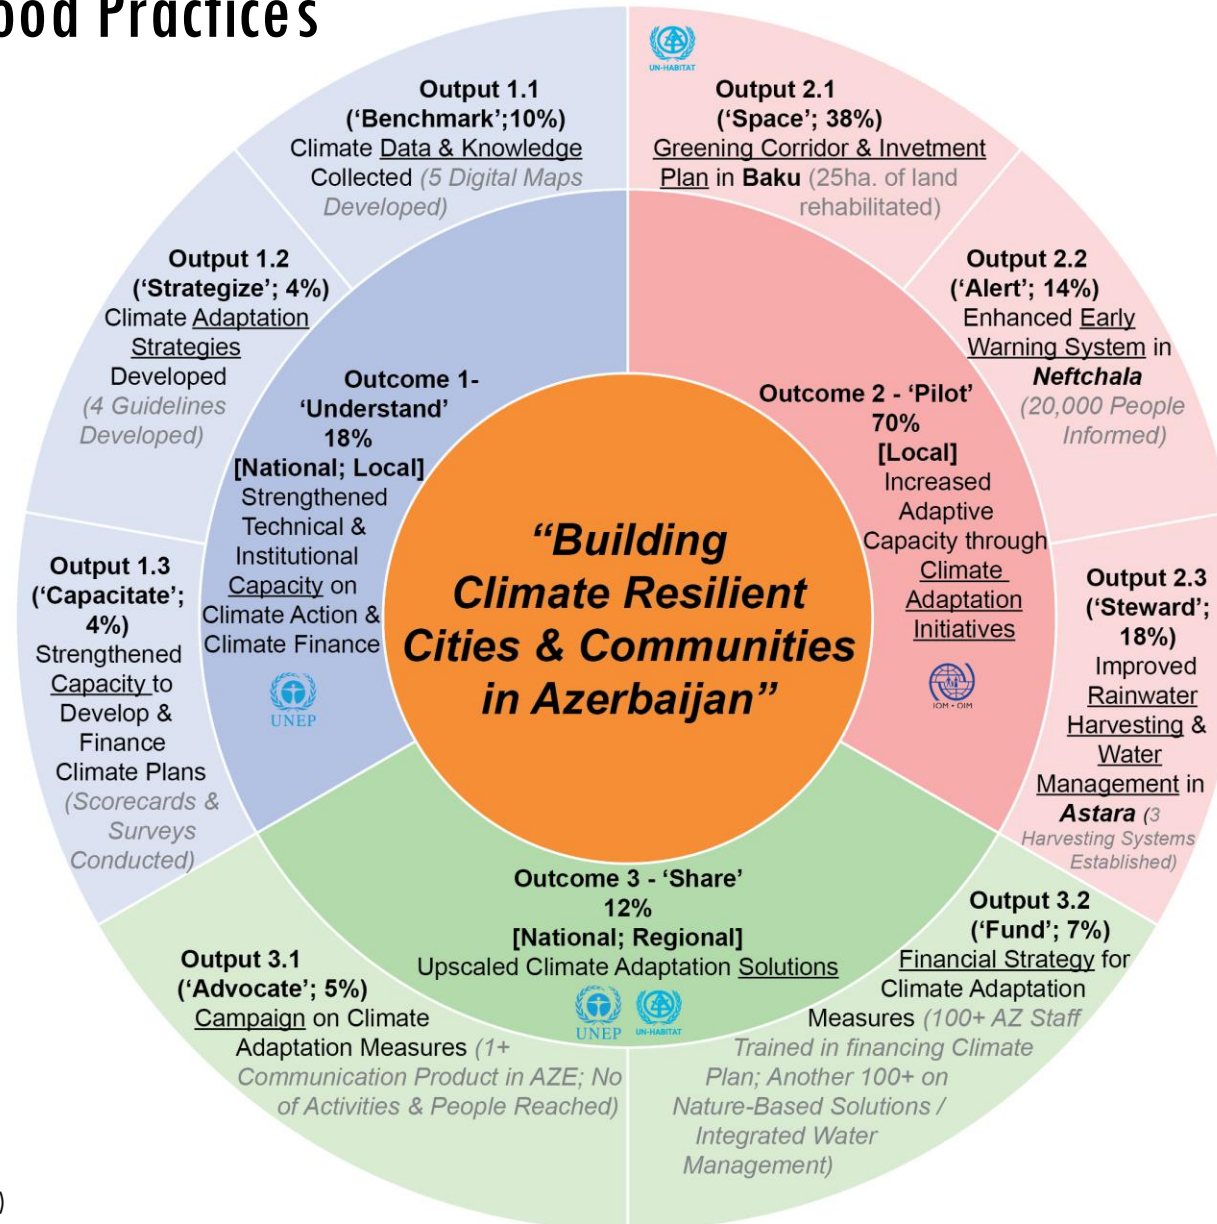 ood Practices
UN-HABITAT
Output 1.1
(‘Benchmark’;10%)
Climate Data & Knowledge
Collected (5 Digital Maps
Developed)
Output 2.1
(‘Space’; 38%)
Greening Corridor & Invetment
Plan in Baku (25ha. of land
rehabilitated)
Output 1.2
(‘Strategize’; 4%)
Climate Adaptation
Strategies
Developed
(4 Guidelines
Developed)
Output 2.2
(‘Alert’; 14%)
Enhanced Early
Warning System in
Neftchala
(20,000 People
Informed)
Outcome 1-
‘Understand’
18%
[National; Local]
Strengthened
Technical &
Institutional
Capacity on
Climate Action &
Climate Finance
UNEP
Outcome 2 - ‘Pilot’
70%
[Local]
Increased
Adaptive
Capacity through
Climate
Adaptation
Initiatives
IOM • OIM
“Building
Climate Resilient
Cities & Communities
in Azerbaijan”
Output 1.3
(‘Capacitate’;
4%)
Strengthened
Capacity to
Develop &
Finance
Climate Plans
(Scorecards &
Surveys
Conducted)
Output 2.3
(‘Steward’;
18%)
Improved
Rainwater
Harvesting &
Water
Management in
Astara (3
Harvesting Systems
Established)
Outcome 3 - ‘Share’
12%
[National; Regional]
Upscaled Climate Adaptation Solutions
UNEP
UN-HABITAT
Output 3.1
(‘Advocate’; 5%)
Campaign on Climate
Adaptation Measures (1+
Communication Product in AZE; No
of Activities & People Reached)
Output 3.2
(‘Fund’; 7%)
Financial Strategy for
Climate Adaptation
Measures (100+ AZ Staff
Trained in financing Climate
Plan; Another 100+ on
Nature-Based Solutions /
Integrated Water
Management)
)